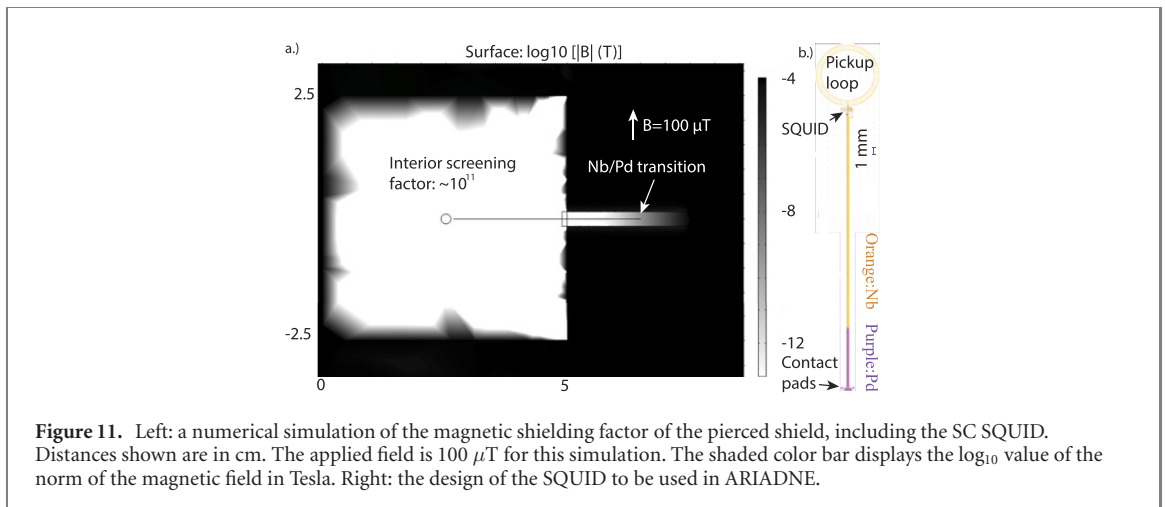 a.)
Surface: log10 [|B| (T)]
2.5
B=100 µT
Interior screening
factor: ~10¹¹
Nb/Pd transition
-2.5
0
5
-4
-8
-12
b.)
Pickup
loop
SQUID
1 mm
Orange:Nb
Purple:Pd
Contact
pads
Figure 11. Left: a numerical simulation of the magnetic shielding factor of the pierced shield, including the SC SQUID.
Distances shown are in cm. The applied field is 100 μT for this simulation. The shaded color bar displays the log₁₀ value of the
norm of the magnetic field in Tesla. Right: the design of the SQUID to be used in ARIADNE.